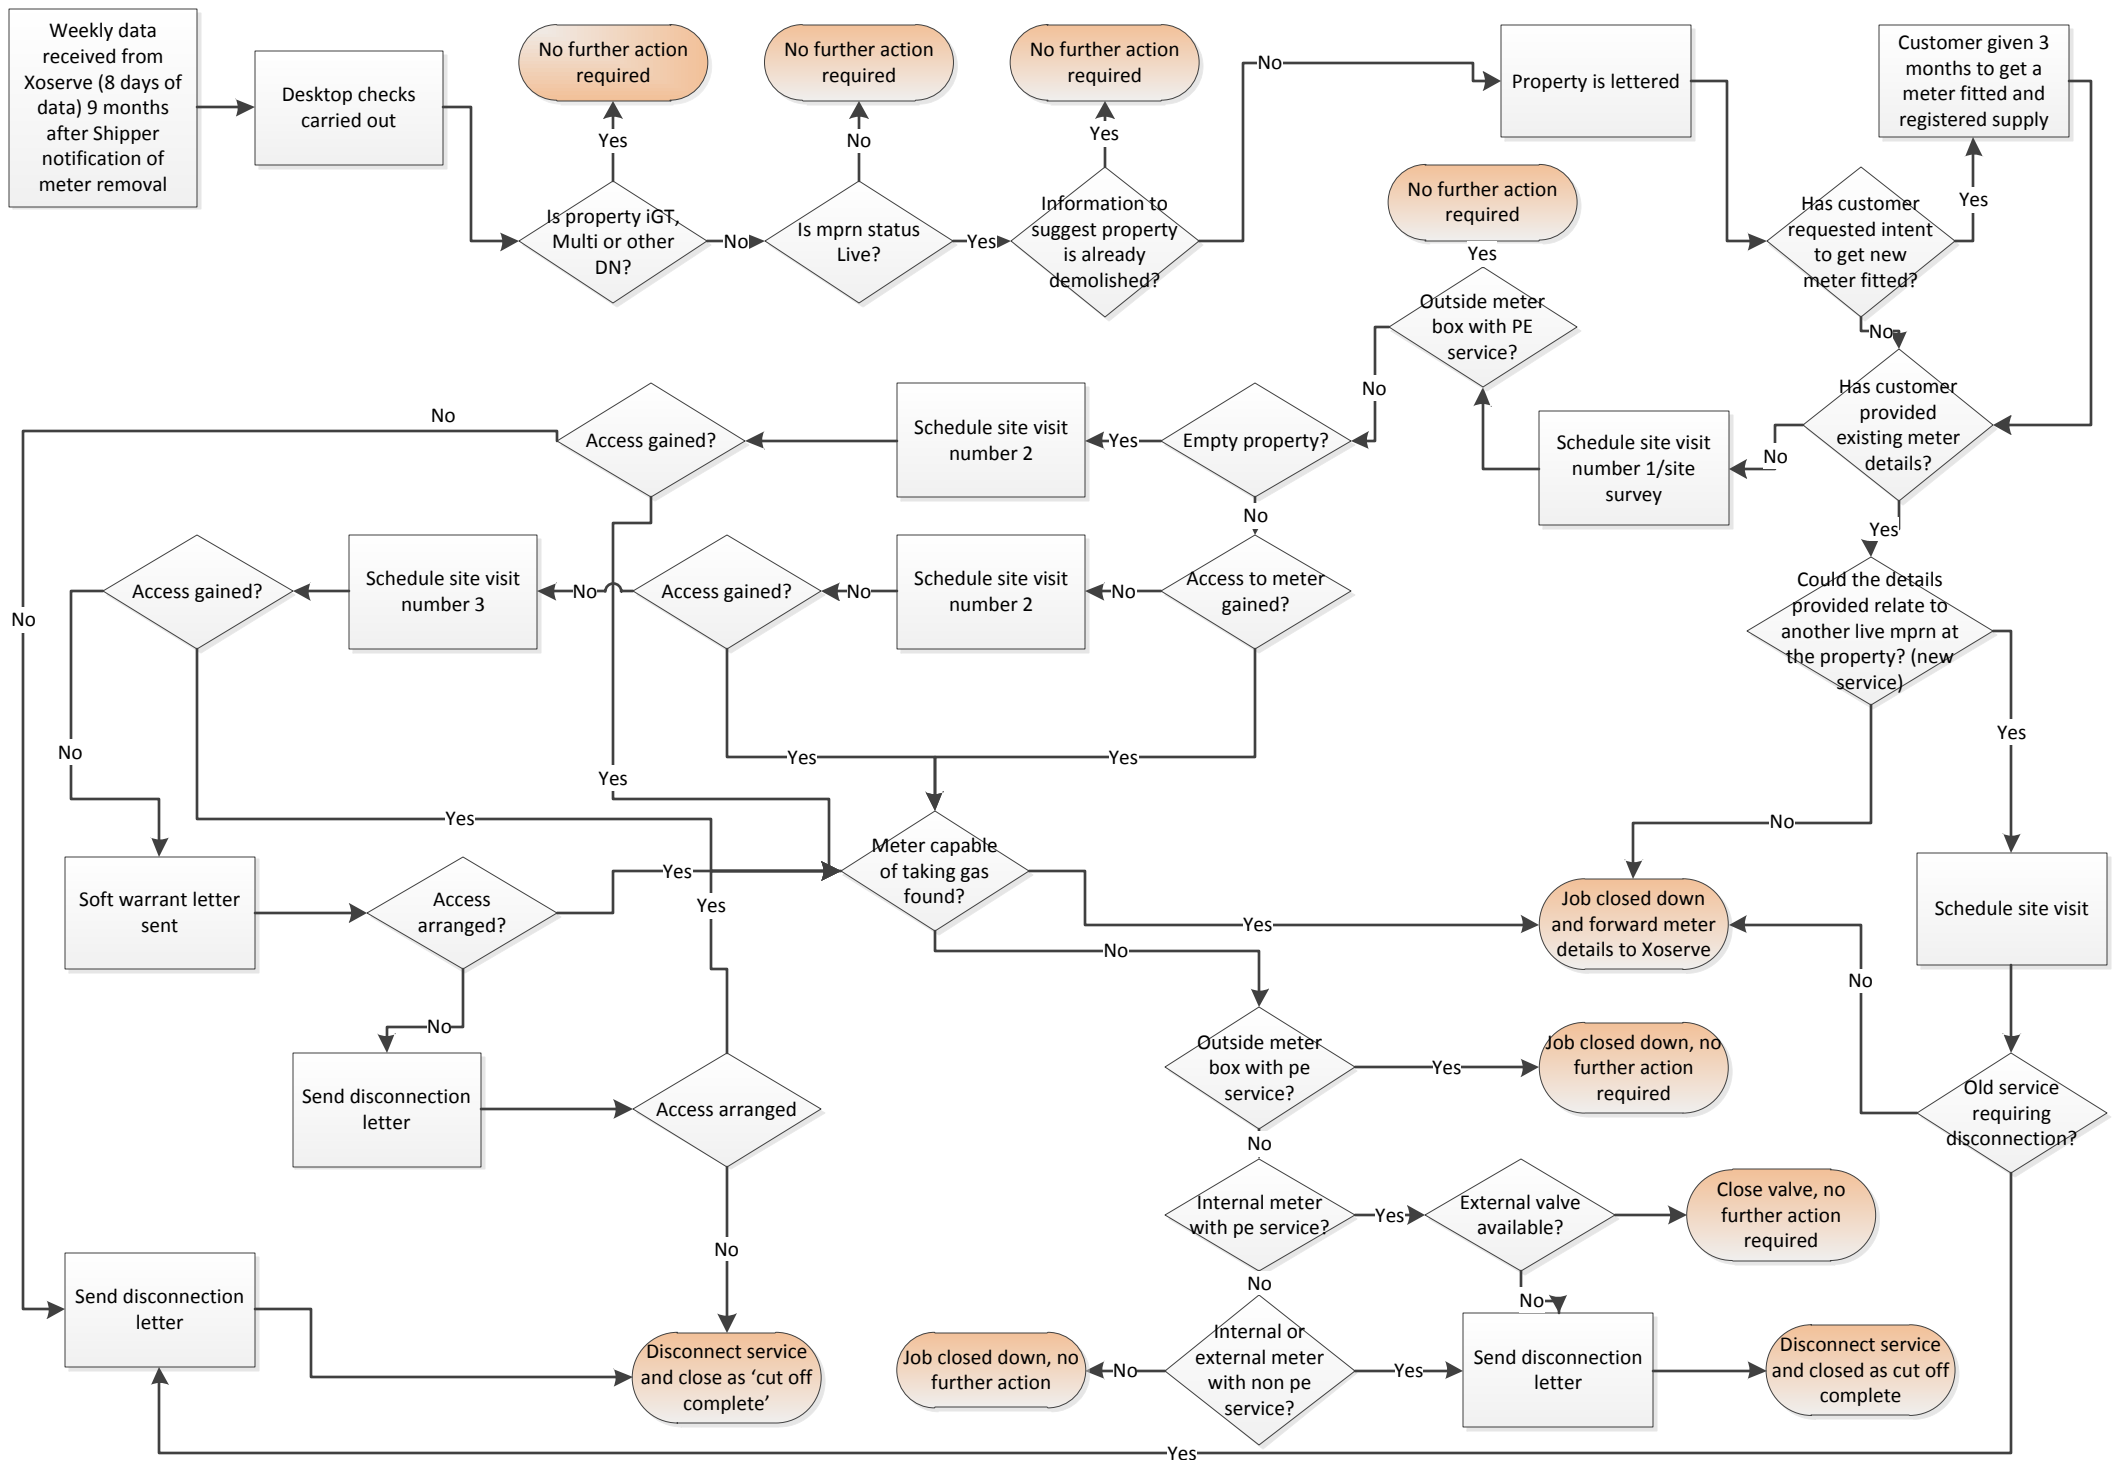 Weekly data
received from
Xoserve (8 days of
data) 9 months
after Shipper
notification of
meter removal
Desktop checks
carried out
No further action
required
Yes
Is property iGT,
Multi or other
DN?
No
No further action
required
No
Is mprn status
Live?
Yes
No further action
required
Yes
Information to
suggest property
is already
demolished?
No
Property is lettered
Customer given 3
months to get a
meter fitted and
registered supply
Yes
Has customer
requested intent
to get new
meter fitted?
No
Has customer
provided
existing meter
details?
No
Yes
Schedule site visit
number 1/site
survey
No further action
required
Yes
Outside meter
box with PE
service?
No
Empty property?
Yes
No
Schedule site visit
number 2
Access gained?
No
No
Yes
Access to meter
gained?
No
Yes
Schedule site visit
number 2
No
Access gained?
No
Yes
Schedule site visit
number 3
Access gained?
No
Yes
Could the details
provided relate to
another live mprn at
the property? (new
service)
Yes
No
Soft warrant letter
sent
Access
arranged?
Yes
No
Yes
Send disconnection
letter
Access arranged
No
Meter capable
of taking gas
found?
Yes
No
Job closed down
and forward meter
details to Xoserve
Schedule site visit
No
Old service
requiring
disconnection?
Outside meter
box with pe
service?
Yes
Job closed down, no
further action
required
No
Internal meter
with pe service?
Yes
External valve
available?
Close valve, no
further action
required
No
No
Send disconnection
letter
Disconnect service
and close as ‘cut off
complete’
Job closed down, no
further action
No
Internal or
external meter
with non pe
service?
Yes
Send disconnection
letter
Disconnect service
and closed as cut off
complete
Yes